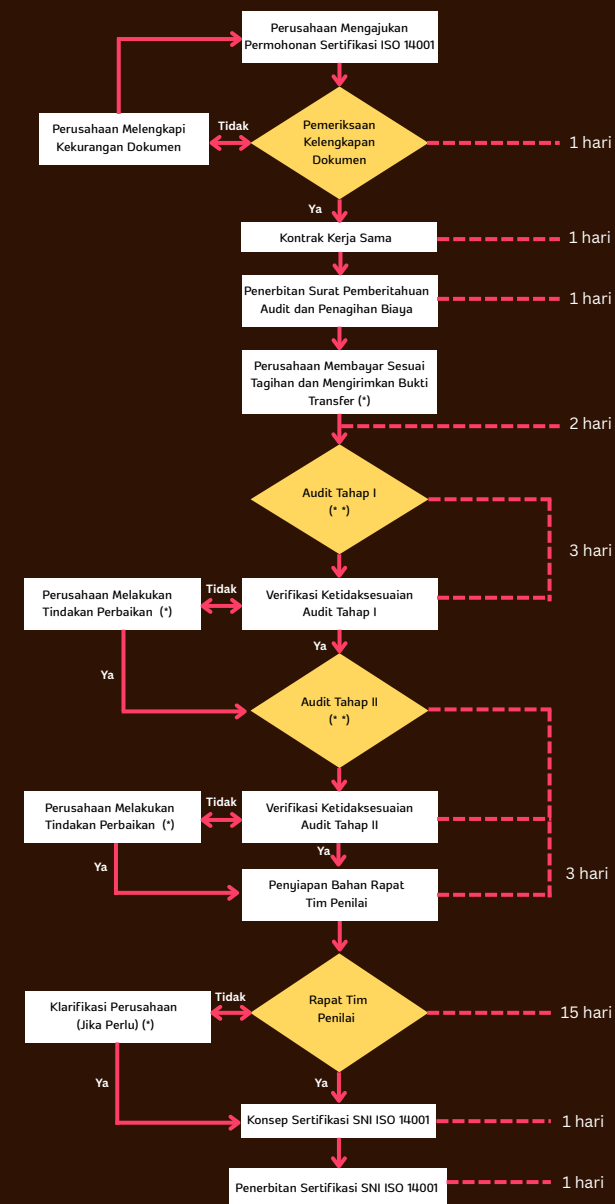 Perusahaan Mengajukan
Permohonan Sertifikasi ISO 14001
Perusahaan Melengkapi
Kekurangan Dokumen
Tidak
Pemeriksaan
Kelengkapan
Dokumen
1 hari
Ya
Kontrak Kerja Sama
1 hari
Penerbitan Surat Pemberitahuan
Audit dan Penagihan Biaya
1 hari
Perusahaan Membayar Sesuai
Tagihan dan Mengirimkan Bukti
Transfer (*)
2 hari
Audit Tahap I
(* *)
3 hari
Perusahaan Melakukan
Tindakan Perbaikan (*)
Tidak
Verifikasi Ketidaksesuaian
Audit Tahap I
Ya
Ya
Audit Tahap II
(* *)
Perusahaan Melakukan
Tindakan Perbaikan (*)
Tidak
Verifikasi Ketidaksesuaian
Audit Tahap II
Ya
Ya
Penyiapan Bahan Rapat
Tim Penilai
3 hari
Klarifikasi Perusahaan
(Jika Perlu) (*)
Tidak
Rapat Tim
Penilai
15 hari
Ya
Ya
Konsep Sertifikasi SNI ISO 14001
1 hari
Penerbitan Sertifikasi SNI ISO 14001
1 hari